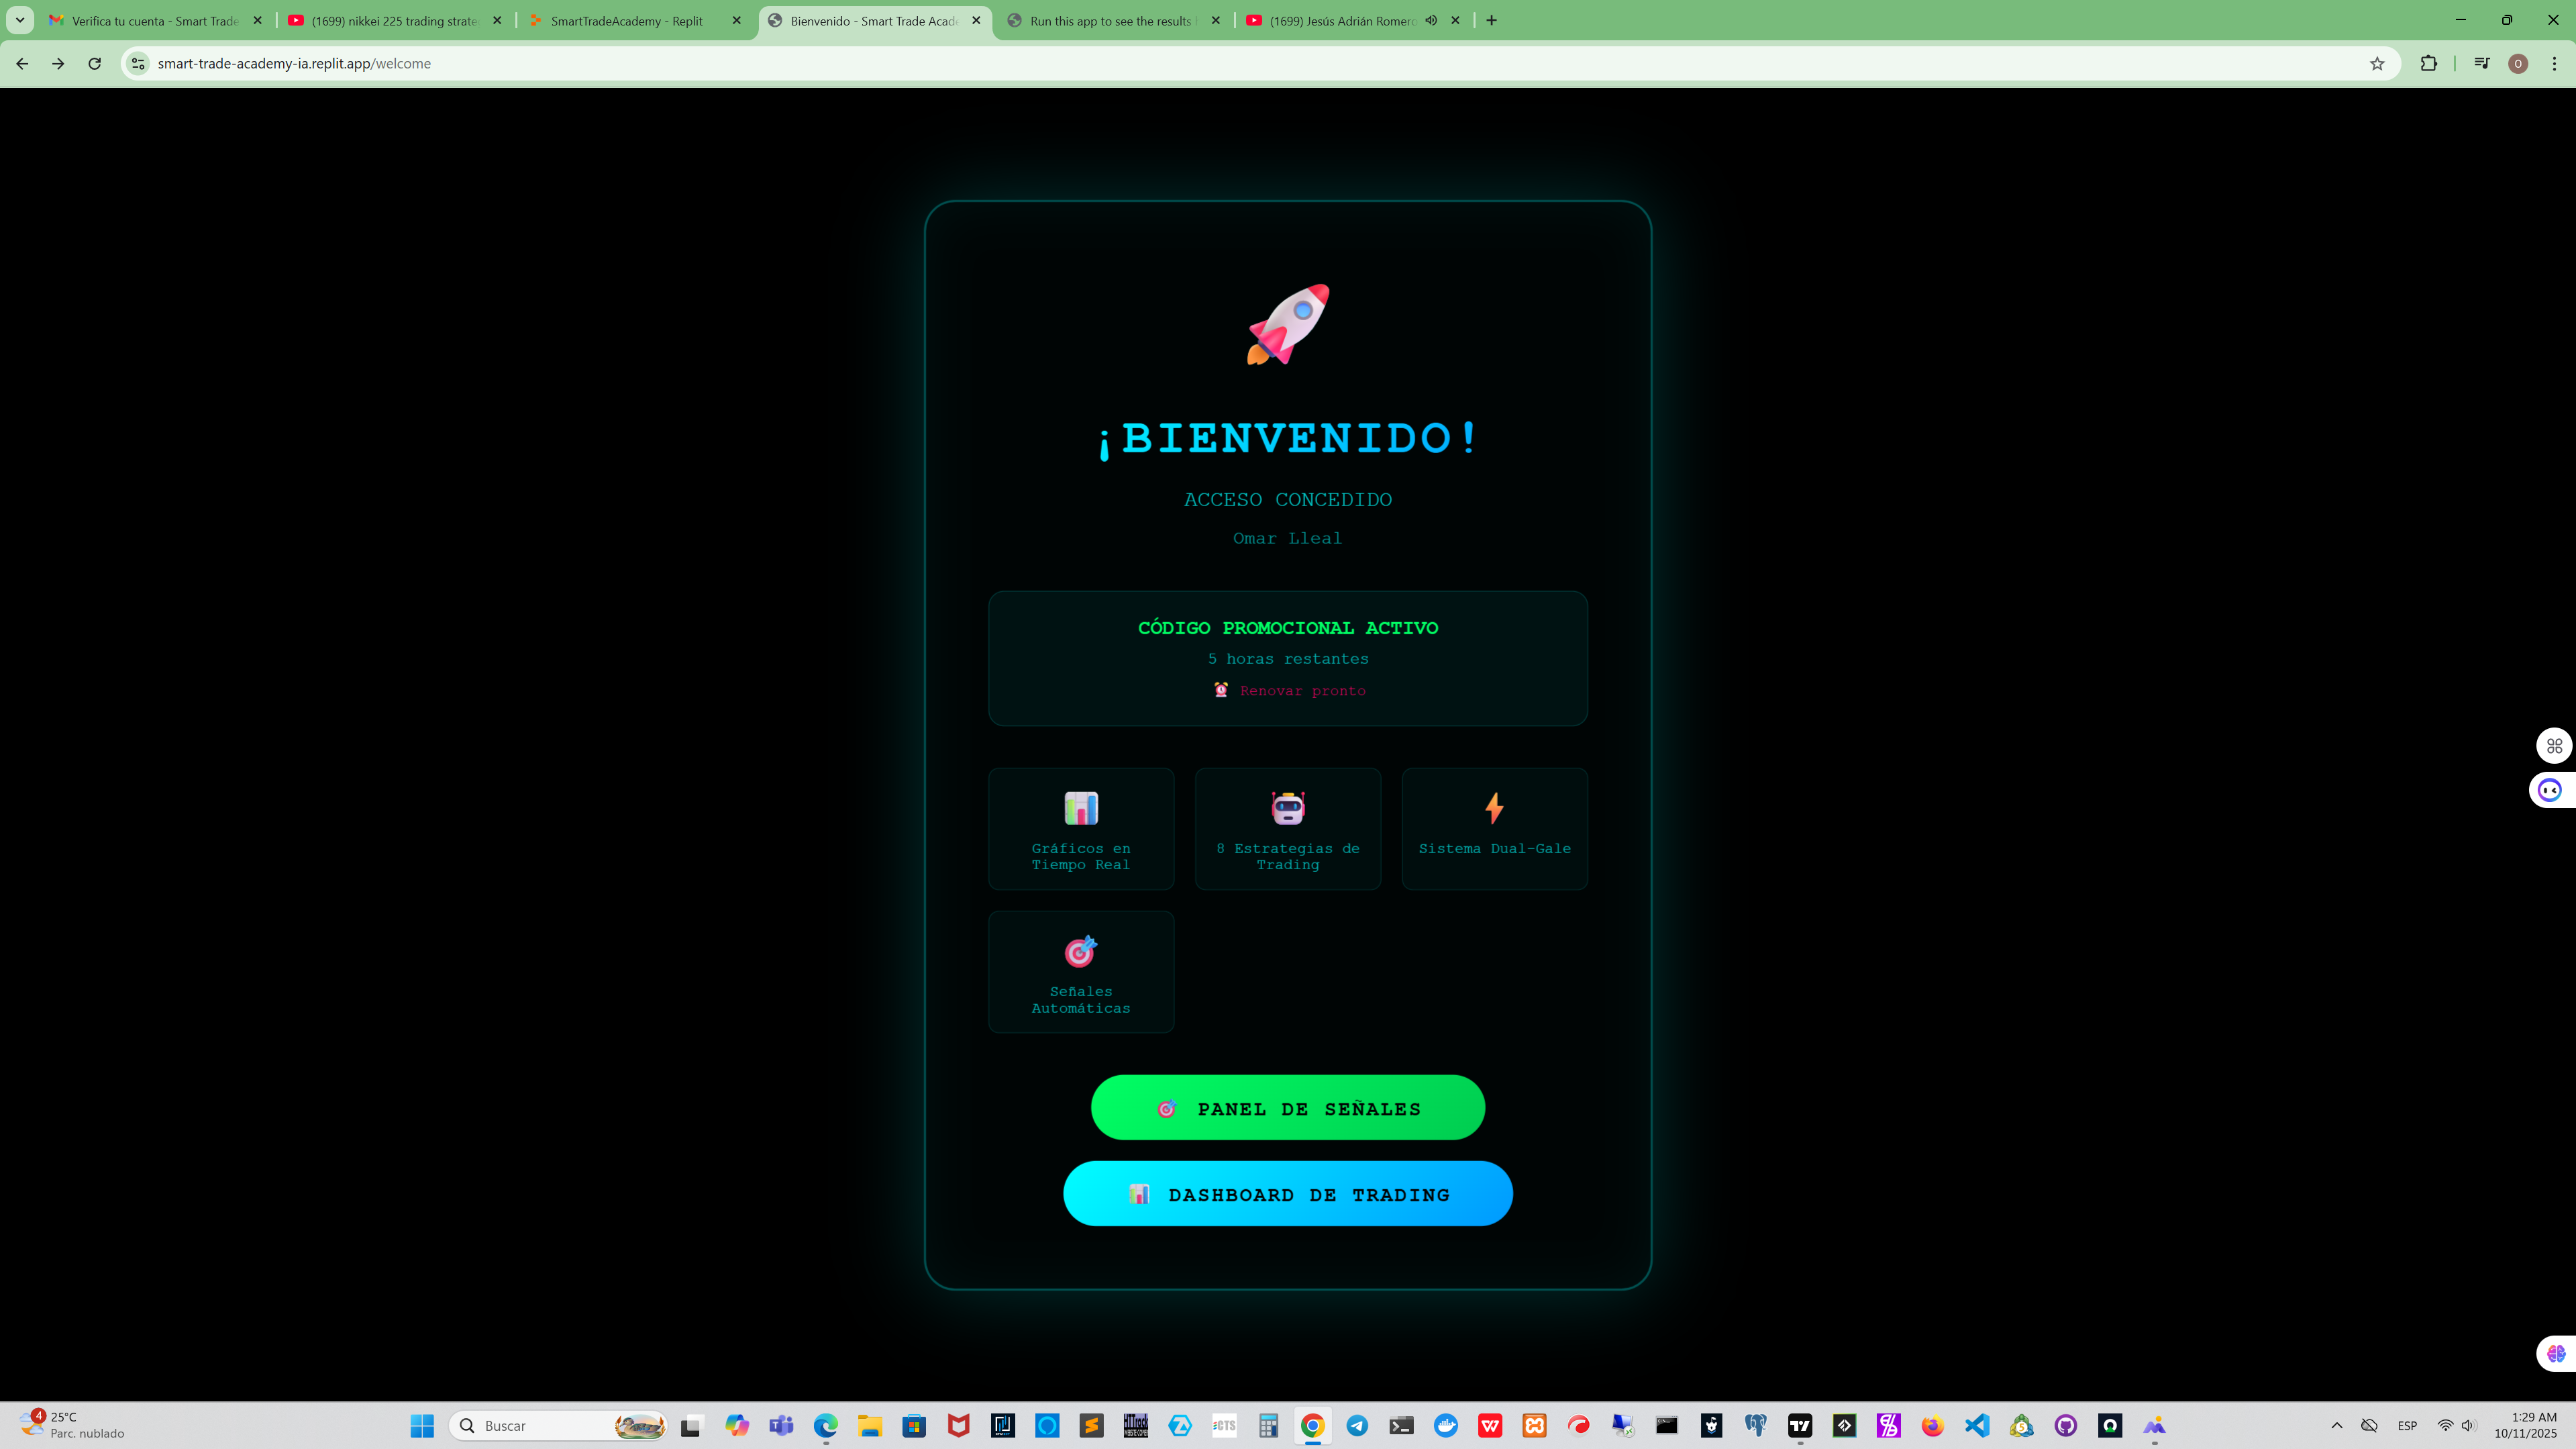 Verifica tu cuenta - Smart Trade
(1699) nikkei 225 trading strate
SmartTradeAcademy - Replit
Bienvenido - Smart Trade Acade
Run this app to see the results
(1699) Jesús Adrián Romero
smart-trade-academy-ia.replit.app/welcome
O
¡BIENVENIDO!
ACCESO CONCEDIDO
Omar Lleal
CÓDIGO PROMOCIONAL ACTIVO
5 horas restantes
⏰ Renovar pronto
Gráficos en
Tiempo Real
8 Estrategias de
Trading
Sistema Dual-Gale
Señales
Automáticas
🎯 PANEL DE SEÑALES
📊 DASHBOARD DE TRADING
4
25°C
Parc. nublado
Buscar
ESP
1:29 AM
10/11/2025